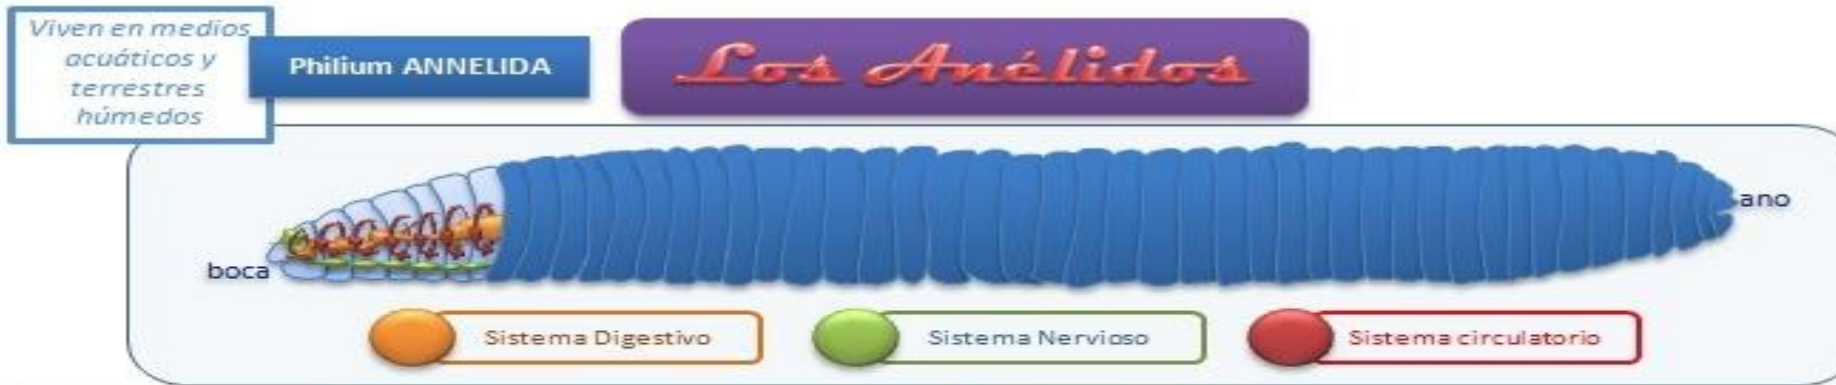 Viven en medios
acuáticos y
terrestres
húmedos
Philium ANNELIDA
Los Anélidos
boca
ano
Sistema Digestivo
Sistema Nervioso
Sistema circulatorio